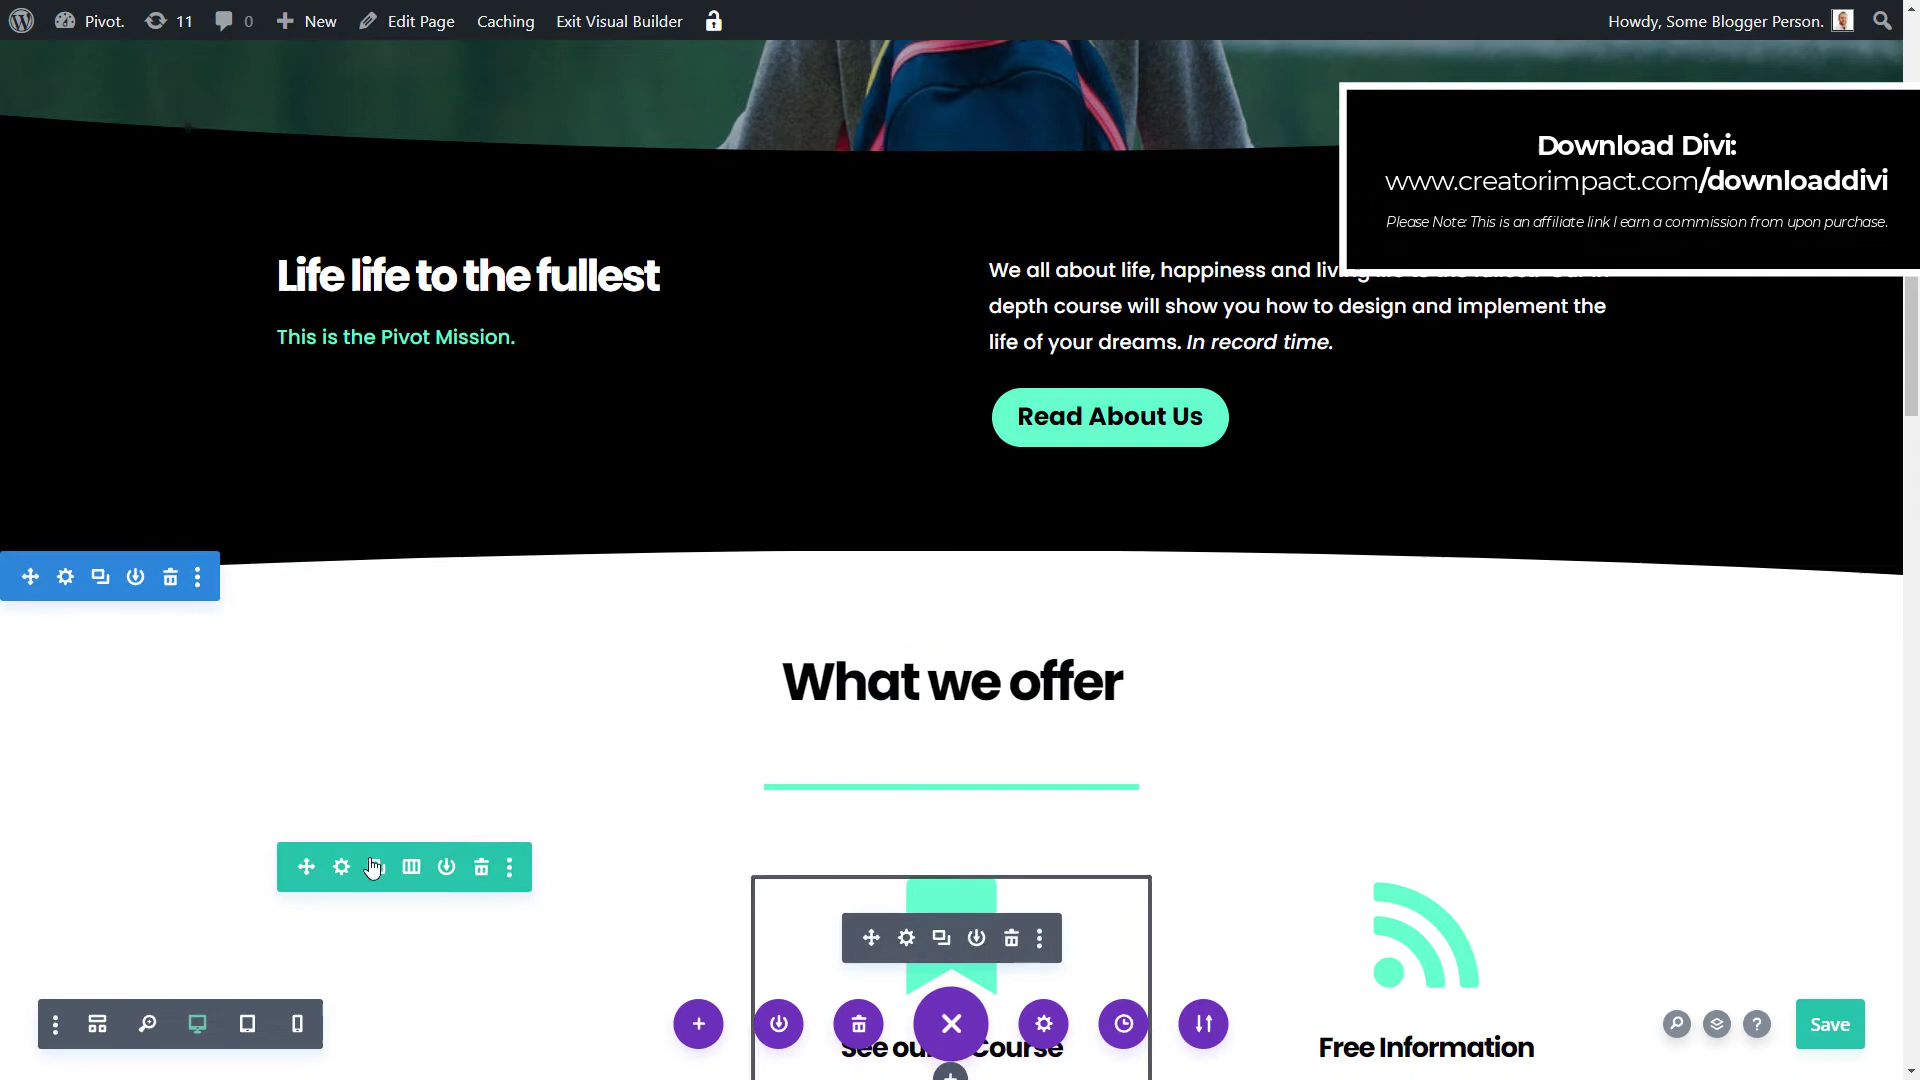 Pivot.
11
0
New
Edit Page
Caching
Exit Visual Builder
Howdy, Some Blogger Person.
Download Divi:
www.creatorimpact.com/downloaddivi
Please Note: This is an affiliate link I earn a commission from upon purchase.
Life life to the fullest
This is the Pivot Mission.
We all about life, happiness and
depth course will show you how to design and implement the
life of your dreams. In record time.
Read About Us
What we offer
See Course
Free Information
Save